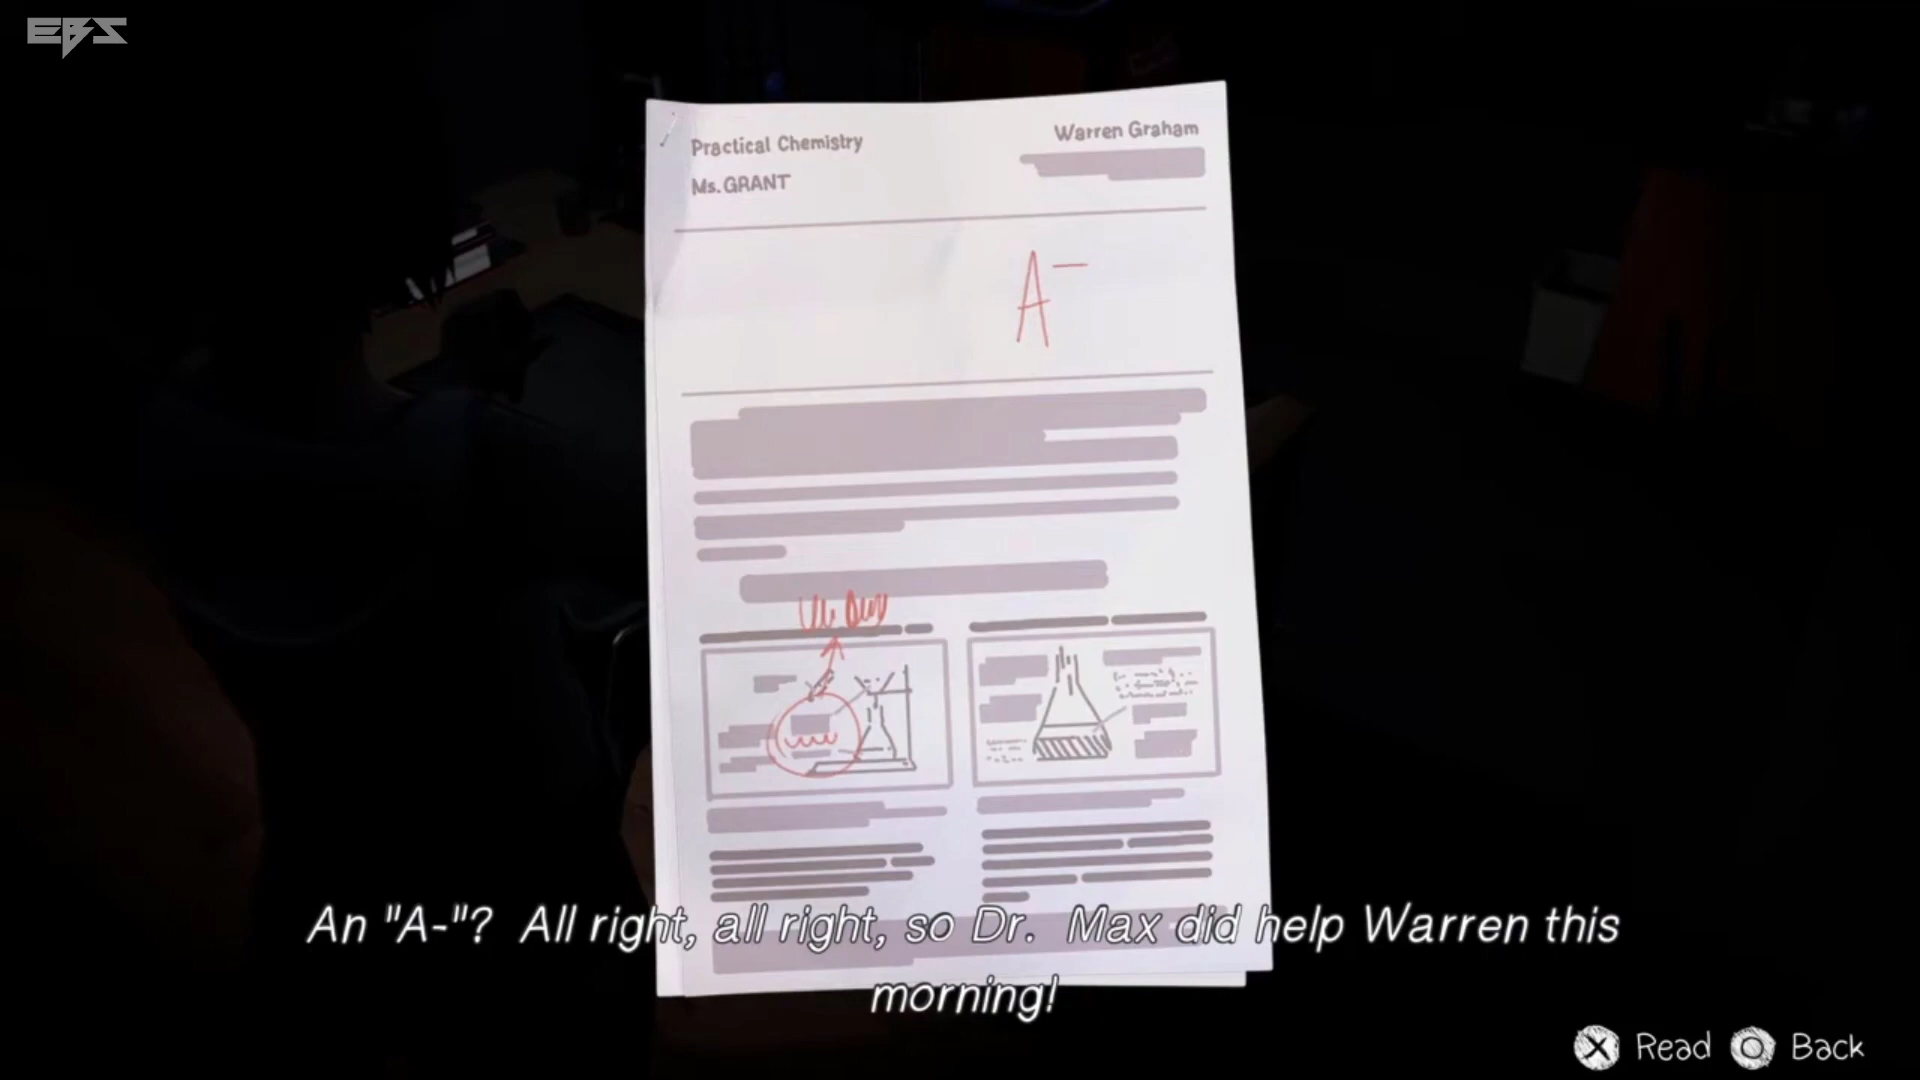 EBS
Practical Chemistry
Warren Graham
Ms. GRANT
A-
An "A-"? All right, all right, so Dr. Max did help Warren this
morning!
X Read O Back